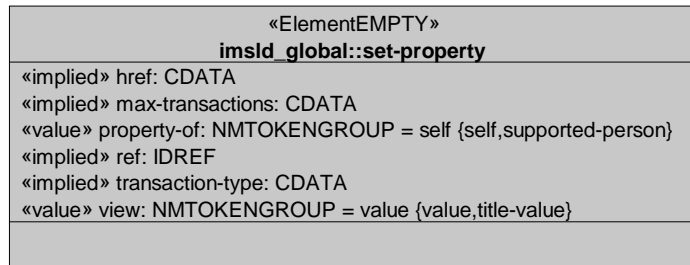 «ElementEMPTY»
imsld_global::set-property
«implied» href: CDATA
«implied» max-transactions: CDATA
«value» property-of: NMTOKENGROUP = self {self,supported-person}
«implied» ref: IDREF
«implied» transaction-type: CDATA
«value» view: NMTOKENGROUP = value {value,title-value}